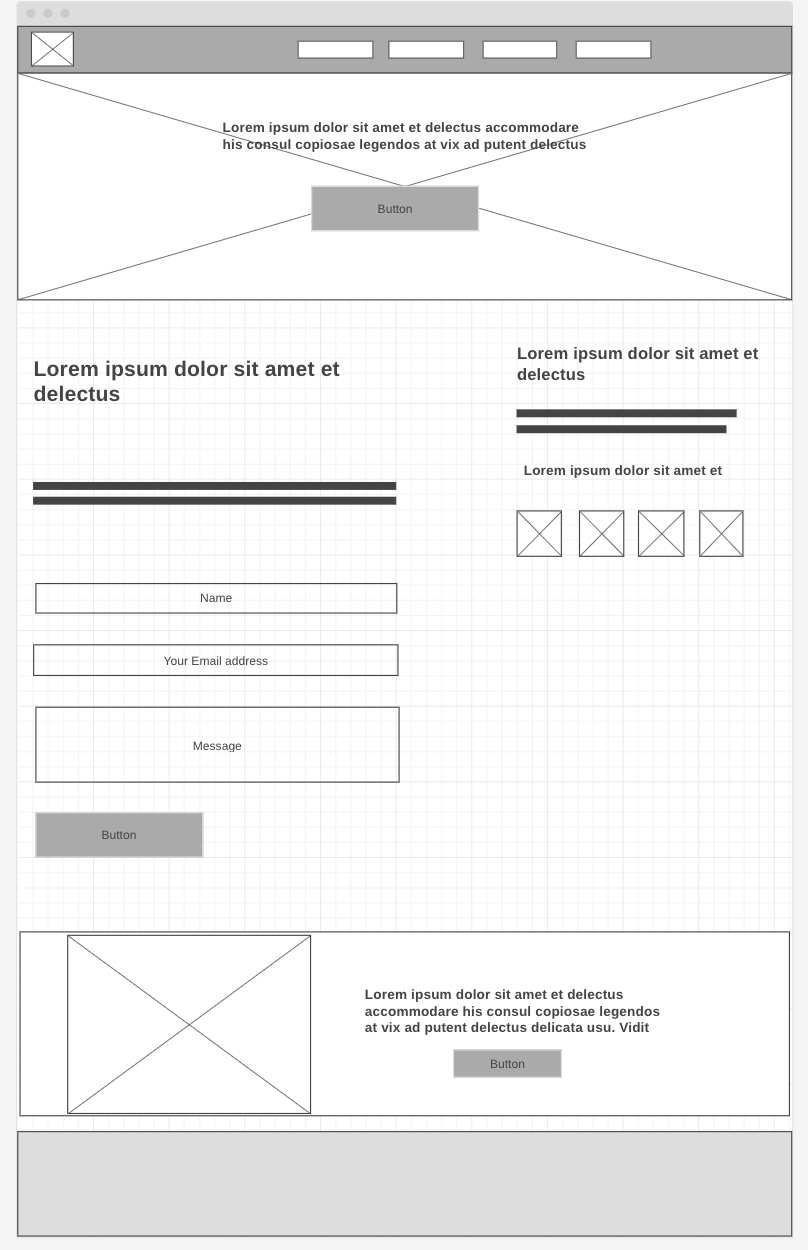 Lorem ipsum dolor sit amet et delectus accommodare
his consul copiosae legendos at vix ad putent delectus
Button
Lorem ipsum dolor sit amet et
delectus
Name
Your Email address
Message
Button
Lorem ipsum dolor sit amet et
delectus
Lorem ipsum dolor sit amet et
Lorem ipsum dolor sit amet et delectus
accommodare his consul copiosae legendos
at vix ad putent delectus delicata usu. Vidit
Button